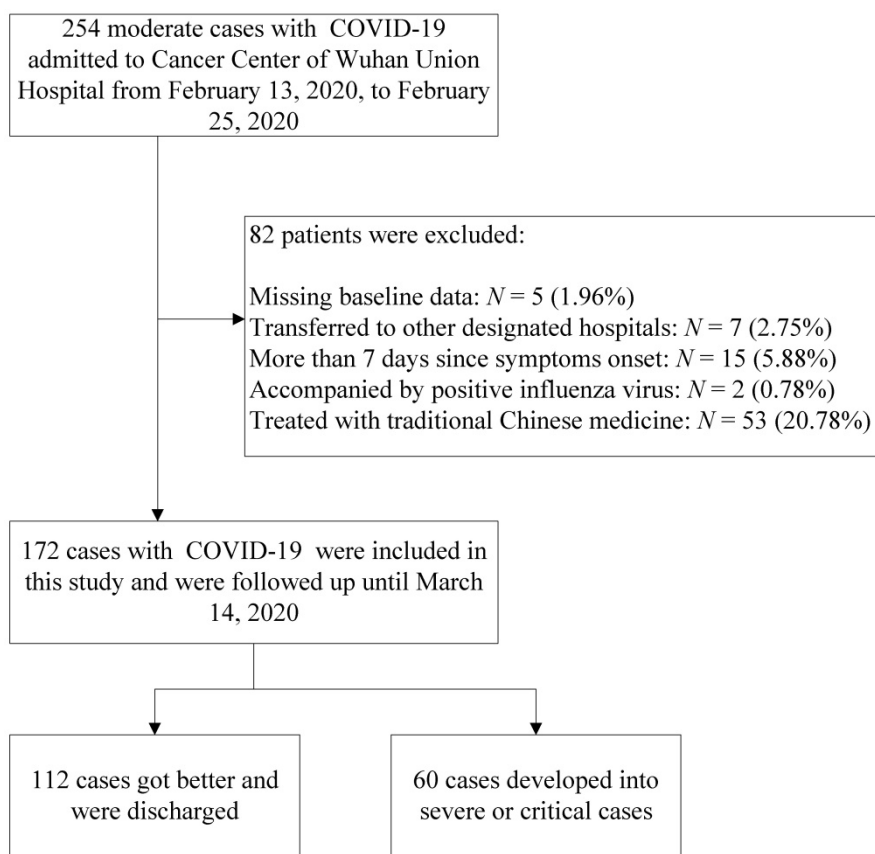 254 moderate cases with COVID-19
admitted to Cancer Center of Wuhan Union
Hospital from February 13, 2020, to February
25, 2020
82 patients were excluded:
Missing baseline data: N = 5 (1.96%)
Transferred to other designated hospitals: N = 7 (2.75%)
More than 7 days since symptoms onset: N = 15 (5.88%)
Accompanied by positive influenza virus: N = 2 (0.78%)
Treated with traditional Chinese medicine: N = 53 (20.78%)
172 cases with COVID-19 were included in
this study and were followed up until March
14, 2020
112 cases got better and
were discharged
60 cases developed into
severe or critical cases